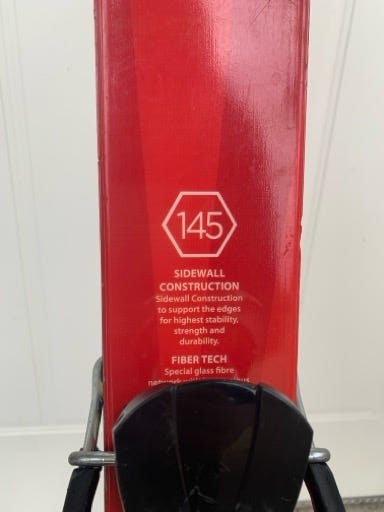 145
SIDEWALL
CONSTRUCTION
Sidewall Construction
to support the edges
for highest stability,
strength and
durability.
FIBER TECH
Special glass fibre
network